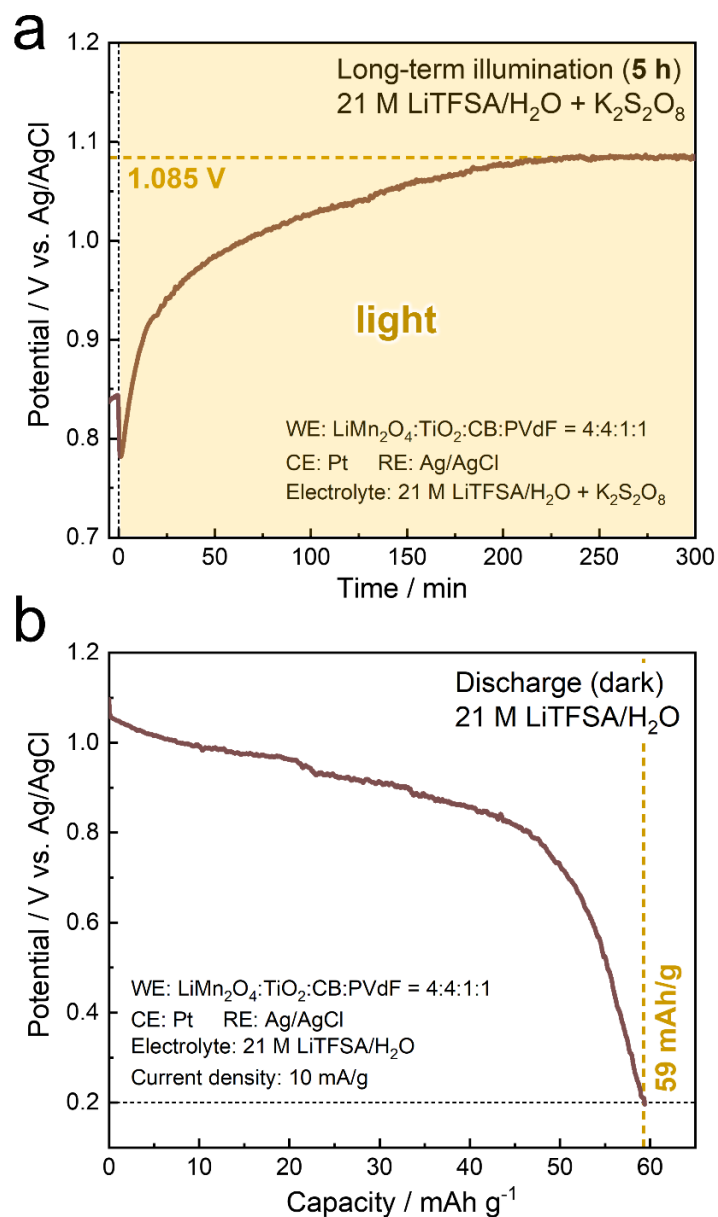 a
Long-term illumination (5 h)
21 M LiTFSA/H₂O + K₂S₂O₈
1.085 V
light
WE: LiMn₂O₄:TiO₂:CB:PVdF = 4:4:1:1
CE: Pt RE: Ag/AgCl
Electrolyte: 21 M LiTFSA/H₂O + K₂S₂O₈
Potential / V vs. Ag/AgCl
1.2
1.1
1.0
0.9
0.8
0.7
0 50 100 150 200 250 300
Time / min
b
Discharge (dark)
21 M LiTFSA/H₂O
WE: LiMn₂O₄:TiO₂:CB:PVdF = 4:4:1:1
CE: Pt RE: Ag/AgCl
Electrolyte: 21 M LiTFSA/H₂O
Current density: 10 mA/g
59 mAh/g
Potential / V vs. Ag/AgCl
1.2
1.0
0.8
0.6
0.4
0.2
0 10 20 30 40 50 60
Capacity / mAh g⁻¹